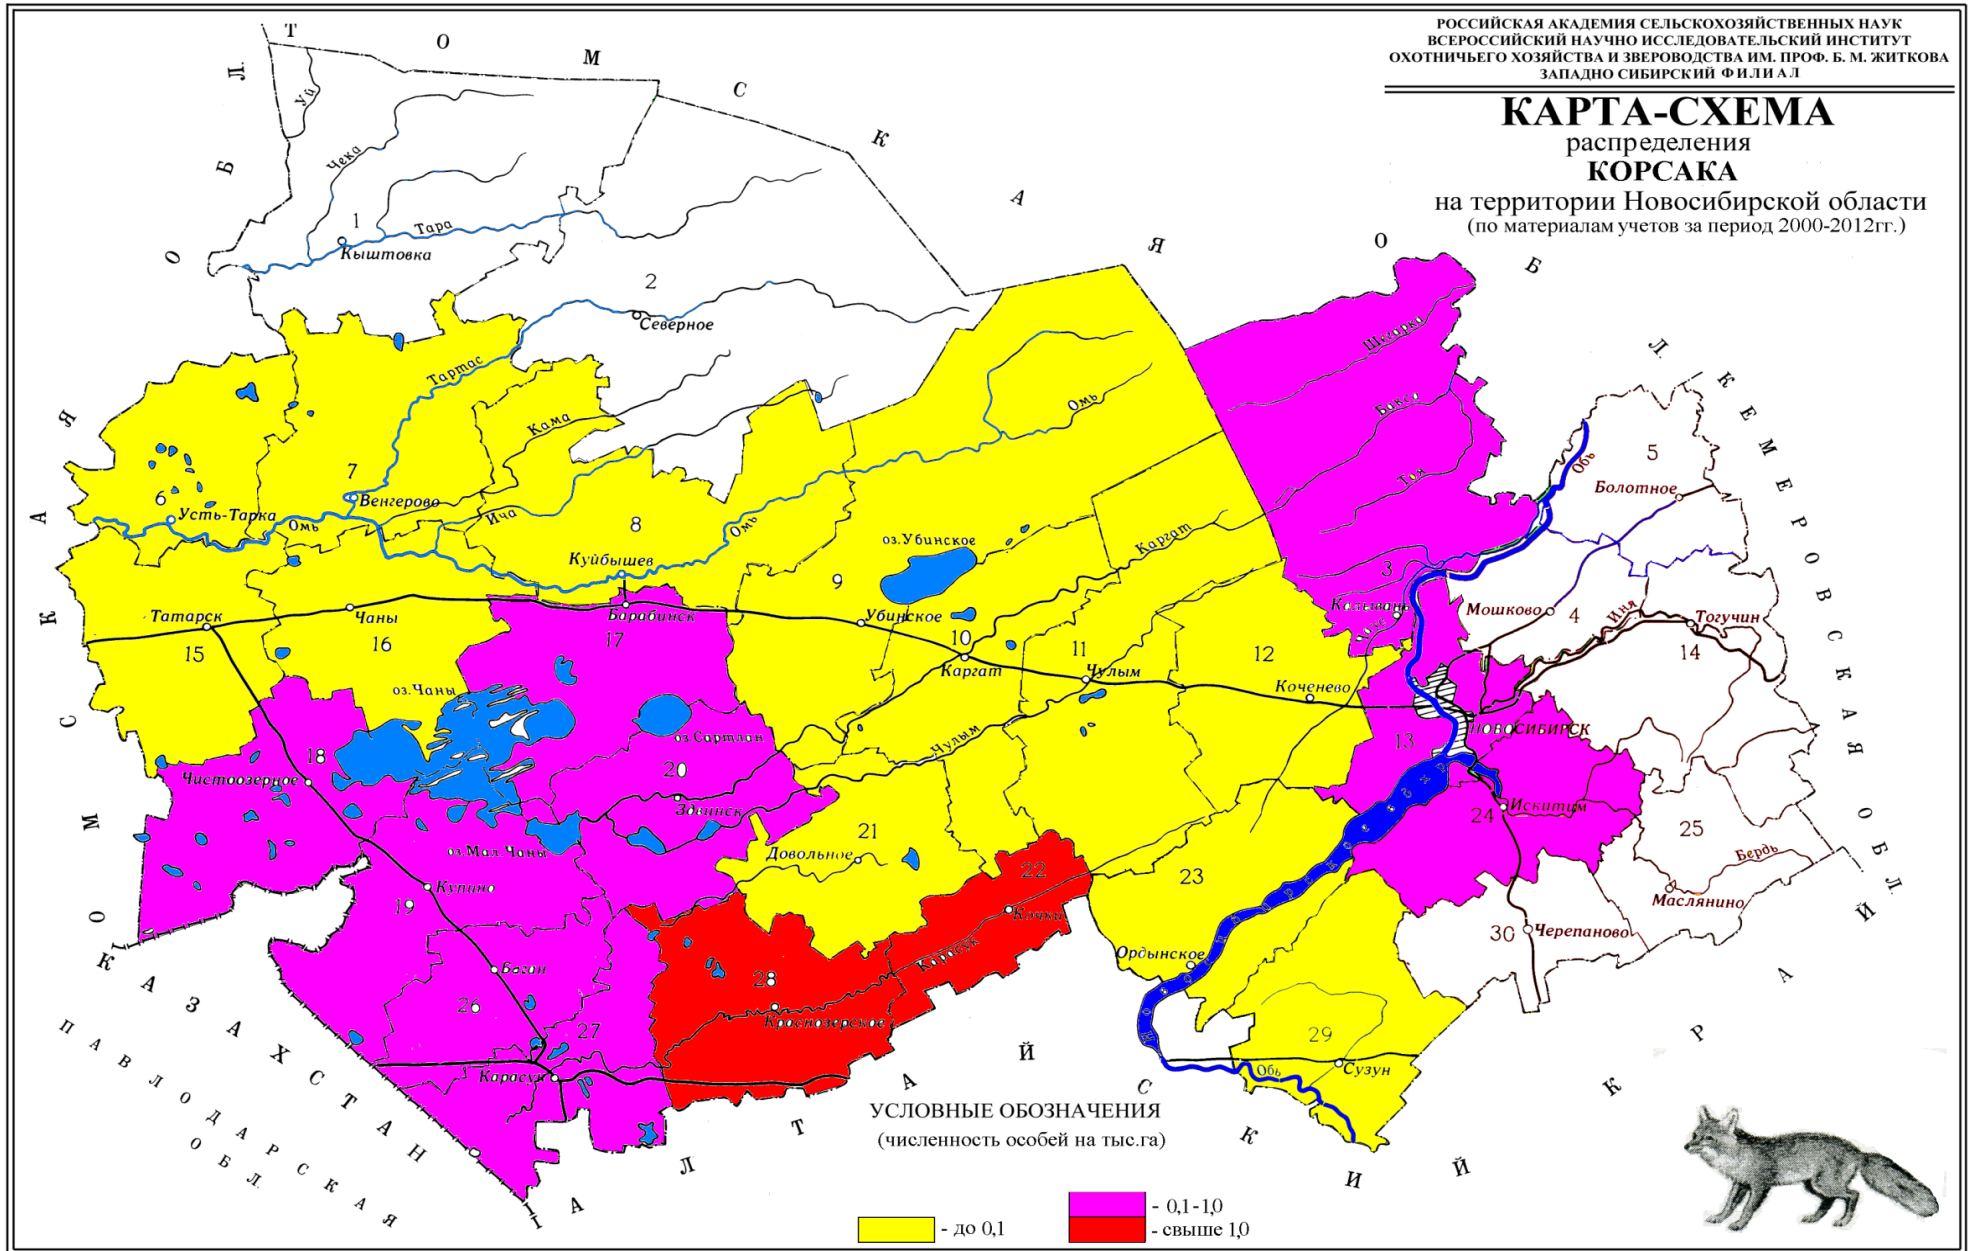 РОССИЙСКАЯ АКАДЕМИЯ СЕЛЬСКОХОЗЯЙСТВЕННЫХ НАУК
ВСЕРОССИЙСКИЙ НАУЧНО ИССЛЕДОВАТЕЛЬСКИЙ ИНСТИТУТ
ОХОТНИЧЬЕГО ХОЗЯЙСТВА И ЗВЕРОВОДСТВА ИМ. ПРОФ. Б. М. ЖИТКОВА
ЗАПАДНО СИБИРСКИЙ ФИЛИАЛ
КАРТА-СХЕМА
распределения
КОРСАКА
на территории Новосибирской области
(по материалам учетов за период 2000-2012гг.)
ТОМСКАЯ ОБЛ.
ОМСКАЯ ОБЛ.
КЕМЕРОВСКАЯ ОБЛ.
АЛТАЙСКИЙ КРАЙ
КАЗАХСТАН
ПАВЛОДАРСКАЯ
ОБЛ.
Уй
Чека
1
Тара
Кыштовка
2
Северное
Тартас
Кама
Омь
Шегарка
Бакса
Тоя
Обь
5
Болотное
6
Усть-Тарка
7
Венгерово
Омь
Ича
8
Омь
Куйбышев
оз.Убинское
Каргат
9
3
Колывань
Чаус
Мошково
4
Иня
Тогучин
14
Татарск
15
Чаны
16
Барабинск
17
Убинское
10
Каргат
11
Чулым
12
Коченево
оз.Чаны
оз.Сартлан
Чулым
13
НОВОСИБИРСК
18
Чистоозерное
20
Здвинск
21
Довольное
24
Искитим
25
Бердь
Маслянино
оз.Мал.Чаны
Купино
19
22
Кочки
23
Ордынское
30
Черепаново
Баган
26
27
28
Карасук
Краснозерское
Карасук
29
Сузун
Обь
УСЛОВНЫЕ ОБОЗНАЧЕНИЯ
(численность особей на тыс.га)
- до 0,1
- 0,1-1,0
- свыше 1,0